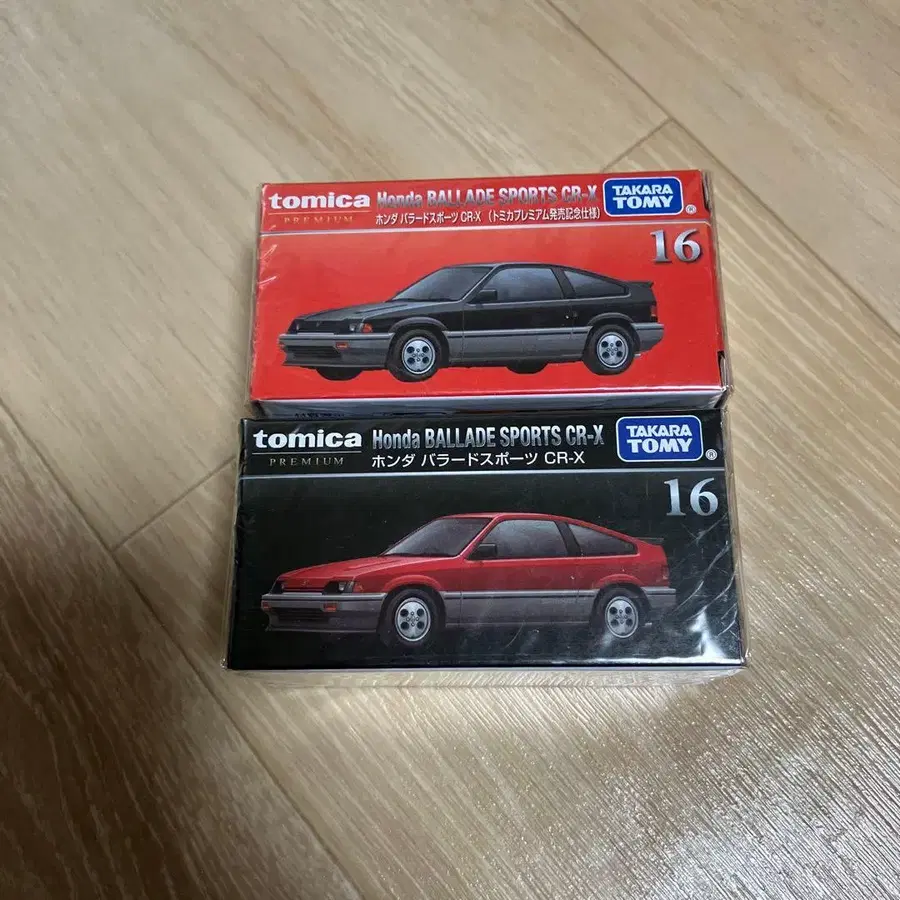 tomica Honda BALLADE SPORTS CR-X TAKARA TOMY ®
PREMIUM ホンダ バラードスポーツ CR-X (トミカプレミアム発売記念仕様)
16
tomica Honda BALLADE SPORTS CR-X TAKARA TOMY ®
PREMIUM ホンダ バラードスポーツ CR-X
16